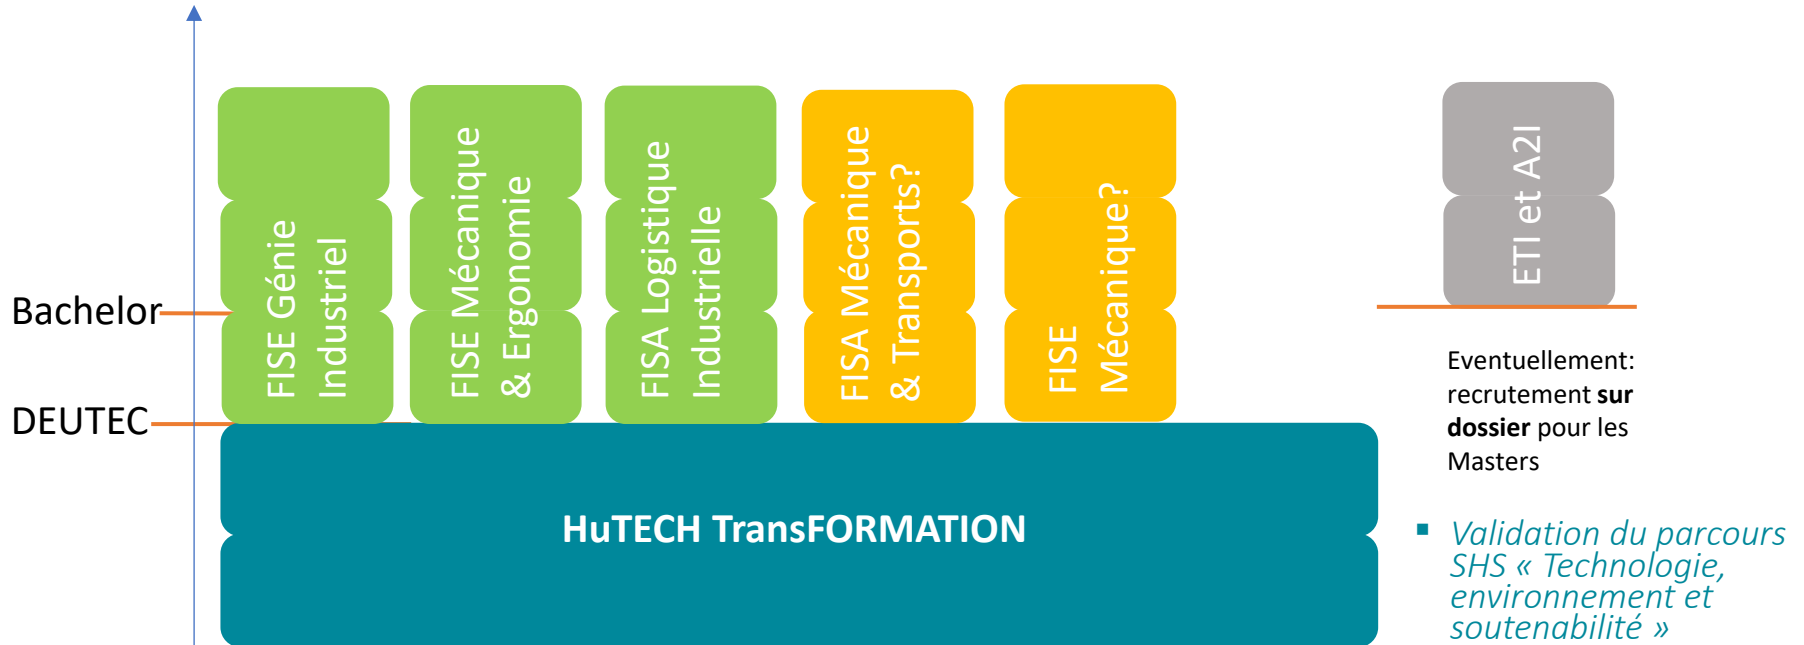 Bachelor
DEUTEC
FISE Génie
Industriel
FISE Mécanique
& Ergonomie
FISA Logistique
Industrielle
FISA Mécanique
& Transports?
FISE
Mécanique?
ETI et A2I
HuTECH TransFORMATION
Eventuellement:
recrutement sur
dossier pour les
Masters
▪ Validation du parcours
SHS « Technologie,
environnement et
soutenabilité »